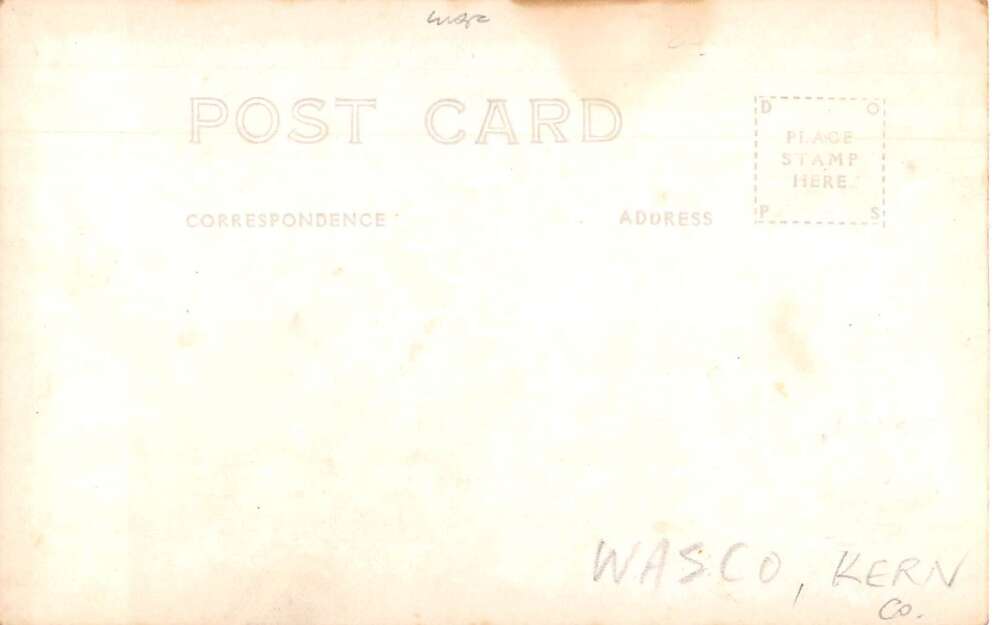 POST CARD
D O
PLACE
STAMP
HERE
P S
CORRESPONDENCE
ADDRESS
WASCO, KERN
CO.